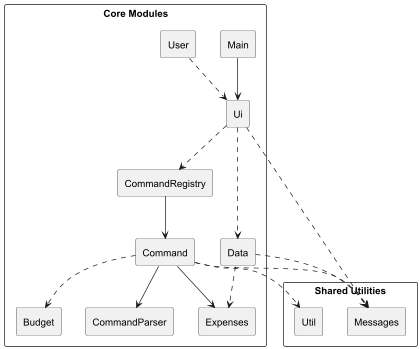 Core Modules
User
Main
Ui
CommandRegistry
Command
Data
Shared Utilities
Budget
CommandParser
Expenses
Util
Messages